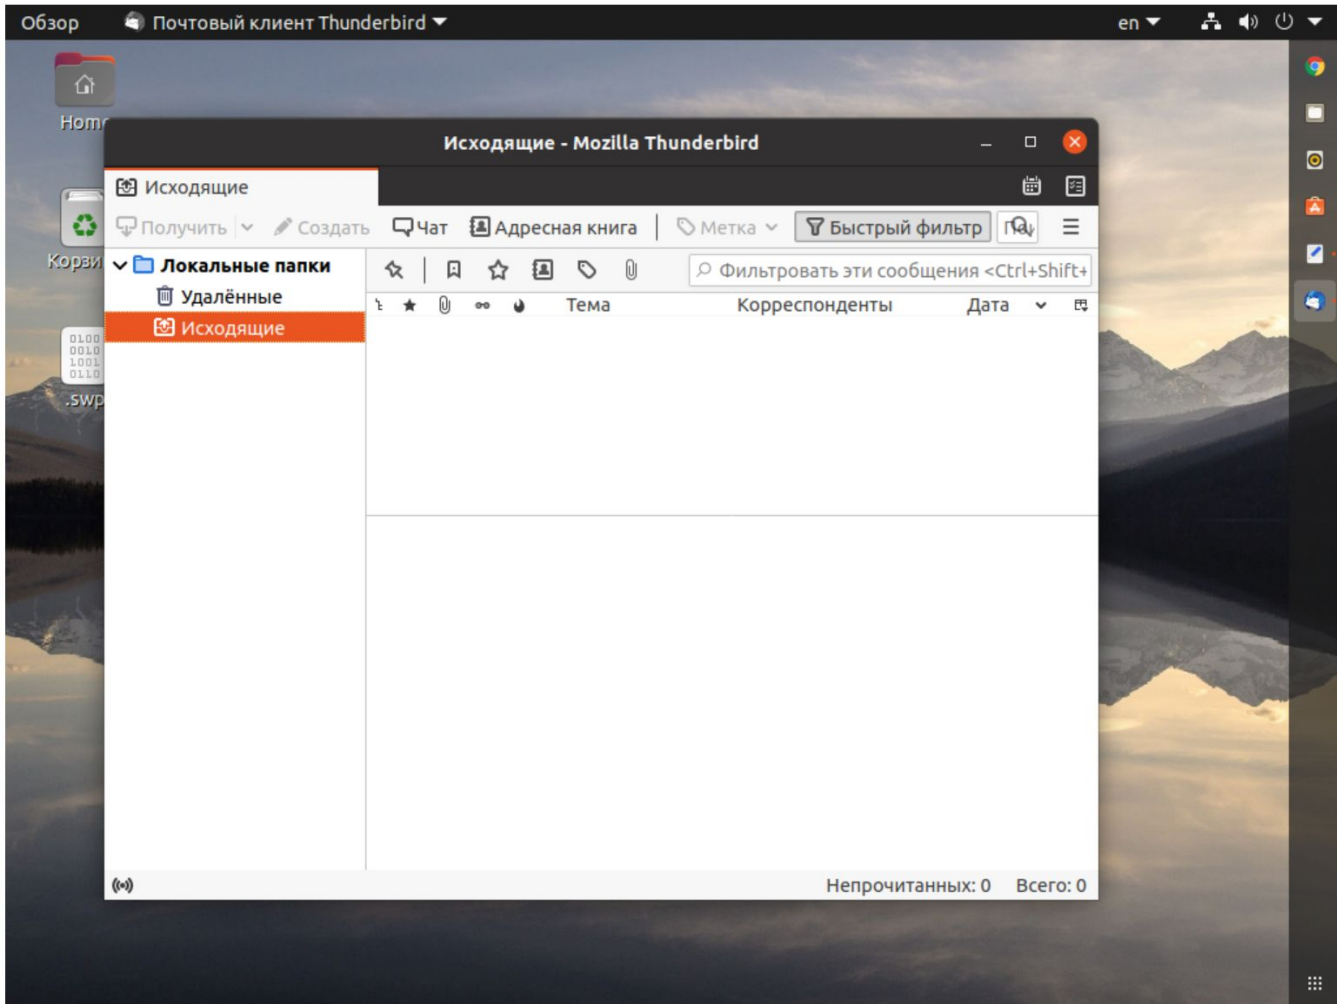 Обзор Почтовый клиент Thunderbird en
Home
Исходящие - Mozilla Thunderbird
Исходящие
Получить Создать Чат Адресная книга Метка Быстрый фильтр
Корзи
Локальные папки
Фильтровать эти сообщения <Ctrl+Shift+
Удалённые
Тема Корреспонденты Дата
Исходящие
0100
0010
1001
0110
.swp
Непрочитанных: 0 Всего: 0